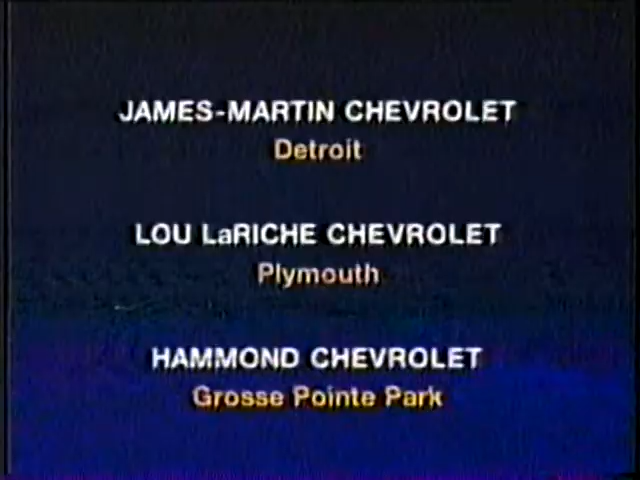 JAMES-MARTIN CHEVROLET
Detroit
LOU LaRICHE CHEVROLET
Plymouth
HAMMOND CHEVROLET
Grosse Pointe Park